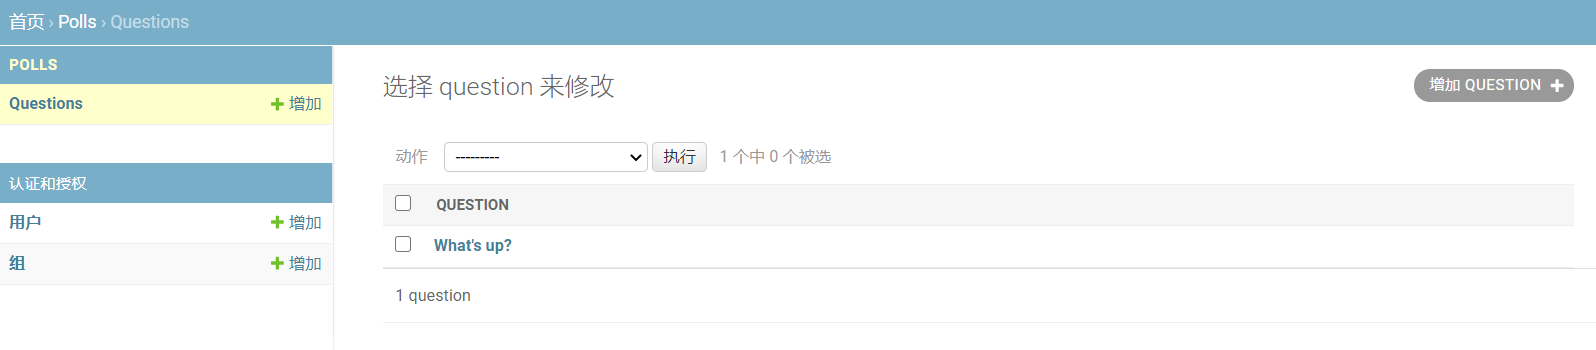 首页 › Polls › Questions
POLLS
Questions 增加
认证和授权
用户 增加
组 增加
选择 question 来修改
增加 QUESTION
动作 --------- 执行 1 个中 0 个被选
QUESTION
What's up?
1 question